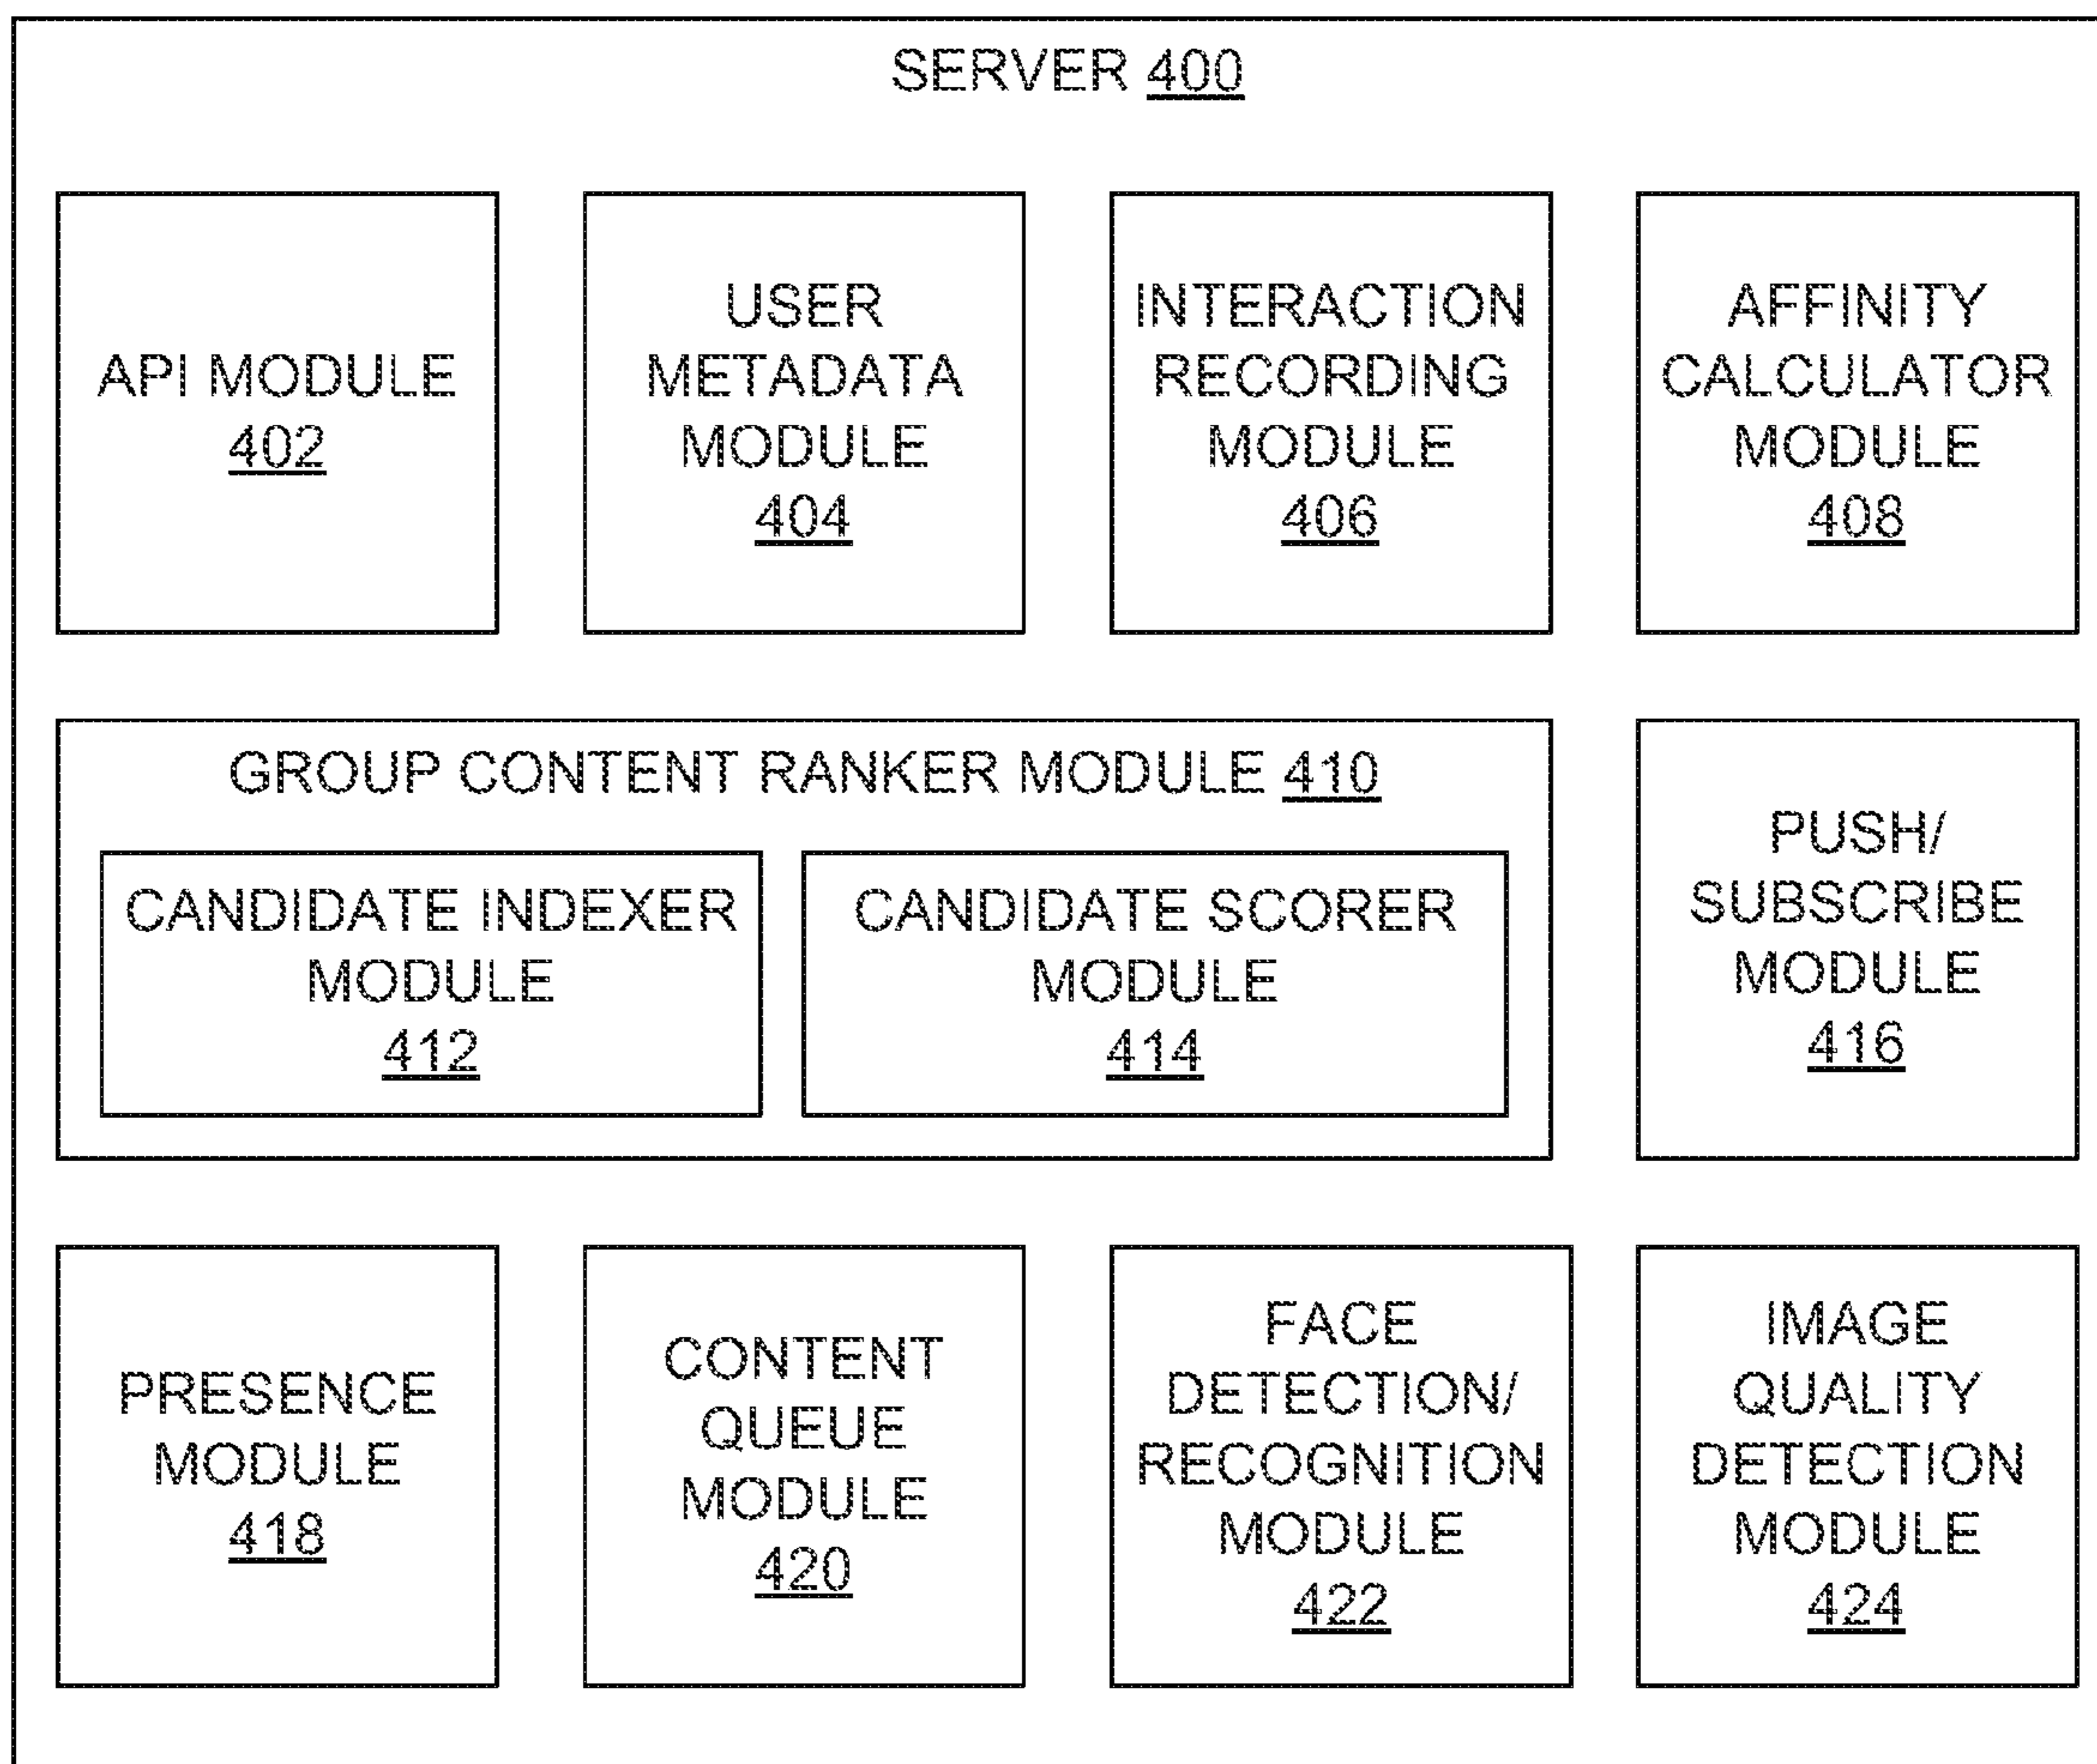 SERVER 400
API MODULE
402
USER
METADATA
MODULE
404
INTERACTION
RECORDING
MODULE
406
AFFINITY
CALCULATOR
MODULE
408
GROUP CONTENT RANKER MODULE 410
CANDIDATE INDEXER
MODULE
412
CANDIDATE SCORER
MODULE
414
PUSH/
SUBSCRIBE
MODULE
416
PRESENCE
MODULE
418
CONTENT
QUEUE
MODULE
420
FACE
DETECTION/
RECOGNITION
MODULE
422
IMAGE
QUALITY
DETECTION
MODULE
424